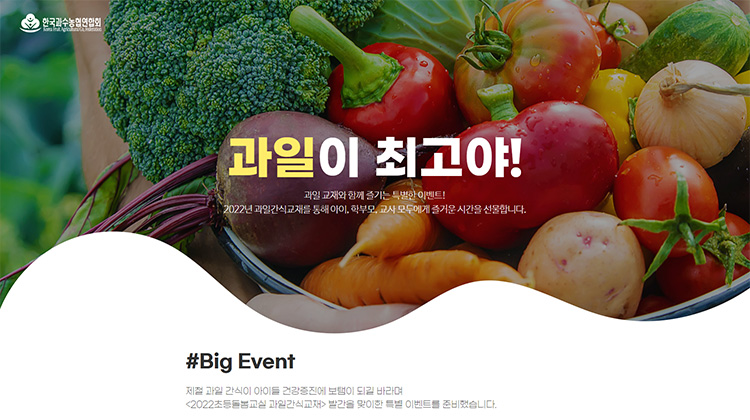 한국과수농협연합회
Korea Fruit Agricultural Co. Federation
과일이 최고야!
과일 교재와 함께 즐기는 특별한 이벤트!
2022년 과일간식교재를 통해 아이, 학부모, 교사 모두에게 즐거운 시간을 선물합니다.
#Big Event
제철 과일 간식이 아이들 건강증진에 보탬이 되길 바라며
<2022초등돌봄교실 과일간식교재> 발간을 맞이한 특별 이벤트를 준비했습니다.